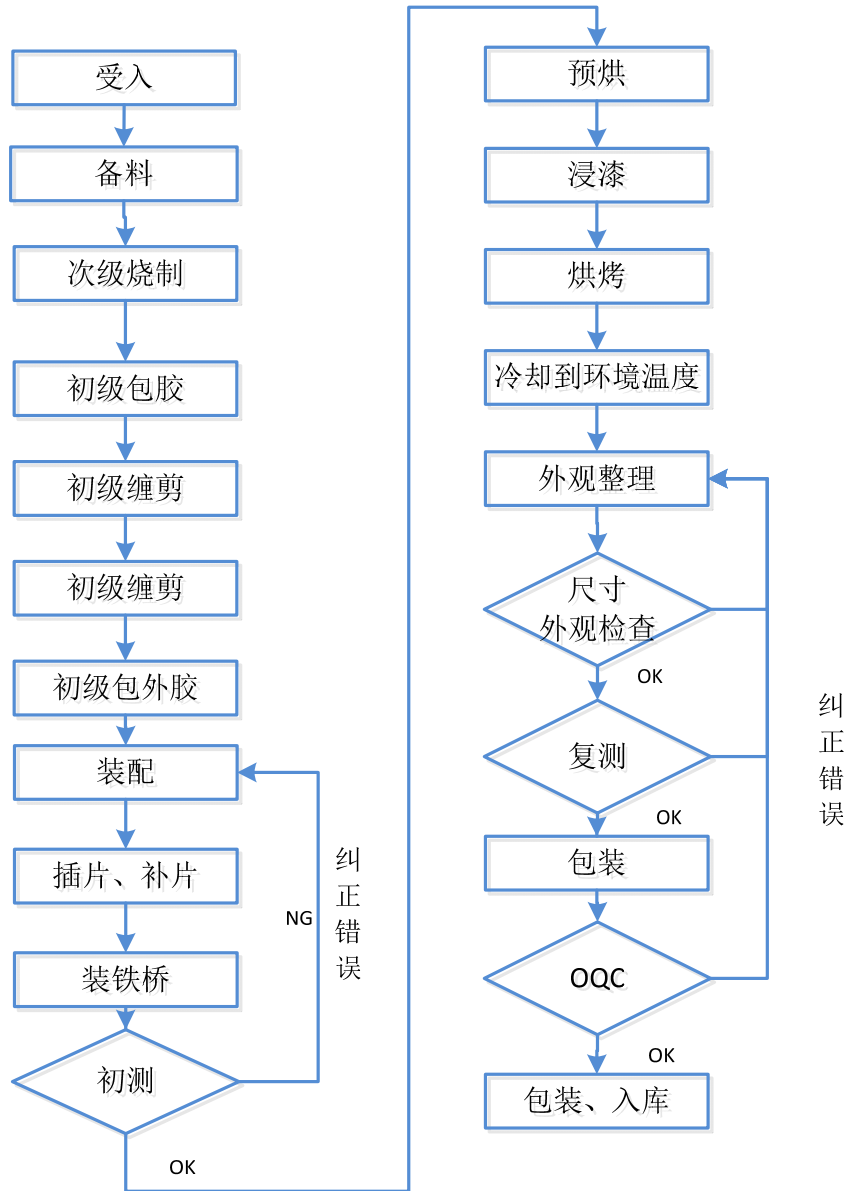 受入
备料
次级烧制
初级包胶
初级缠剪
初级缠剪
初级包外胶
装配
插片、补片
装铁桥
初测
NG
纠
正
错
误
OK
预烘
浸漆
烘烤
冷却到环境温度
外观整理
尺寸
外观检查
OK
复测
OK
包装
OQC
OK
包装、入库
纠
正
错
误